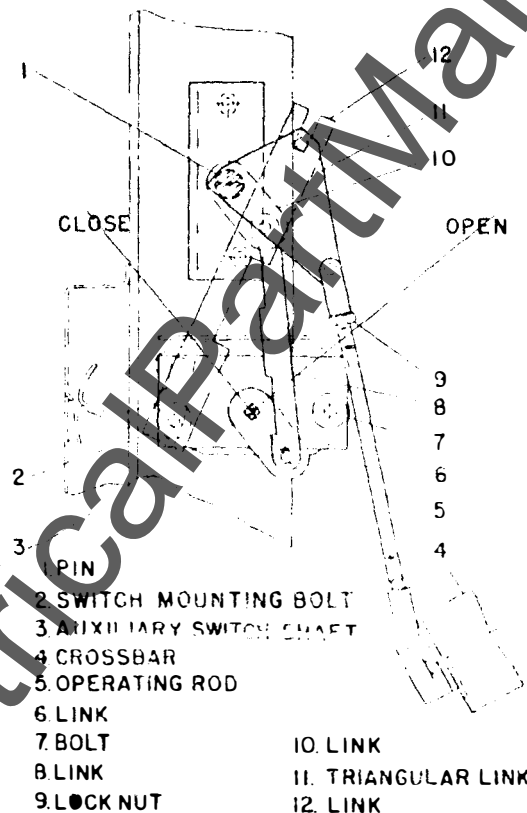 1
12
11
10
CLOSE
OPEN
9
8
7
6
5
4
2
3
1. PIN
2. SWITCH MOUNTING BOLT
3. AUXILIARY SWITCH SHAFT
4. CROSSBAR
5. OPERATING ROD
6. LINK
7. BOLT
8. LINK
9. LOCK NUT
10. LINK
11. TRIANGULAR LINK
12. LINK
ctricalPartMa